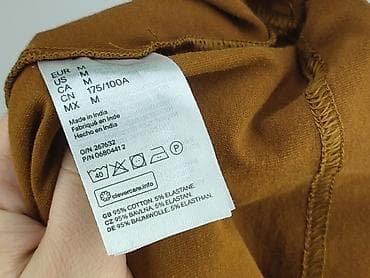 EUR M
US M
CA M
CN 175/100A
MX M
Made in India
Fabriqué en Inde
Hecho en India
O/N 267632
P/N 06804412
40 P
clevercare.info
GB 95% COTTON. 5% ELASTANE.
CZ 95% BAVLNA. 5% ELASTAN.
DE 95% BAUMWOLLE. 5% ELASTHAN.